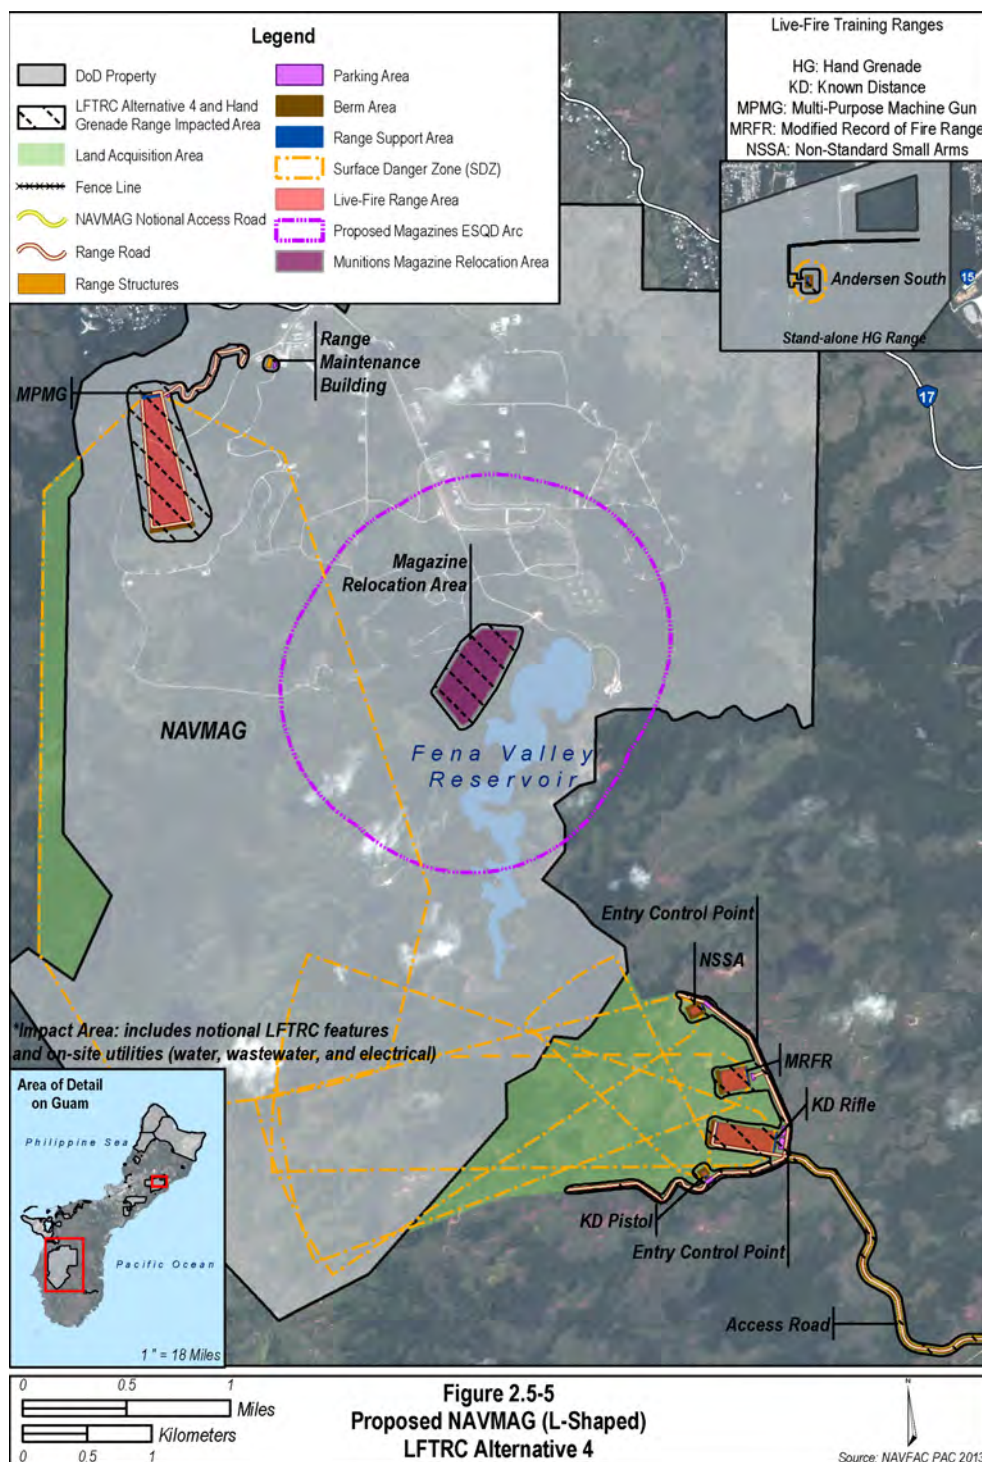 Legend
DoD Property
LFTRC Alternative 4 and Hand
Grenade Range Impacted Area
Land Acquisition Area
Fence Line
NAVMAG Notional Access Road
Range Road
Range Structures
Parking Area
Berm Area
Range Support Area
Surface Danger Zone (SDZ)
Live-Fire Range Area
Proposed Magazines ESQD Arc
Munitions Magazine Relocation Area
Live-Fire Training Ranges
HG: Hand Grenade
KD: Known Distance
MPMG: Multi-Purpose Machine Gun
MRFR: Modified Record of Fire Range
NSSA: Non-Standard Small Arms
15
Andersen South
Stand-alone HG Range
17
Range
Maintenance
Building
MPMG
Magazine
Relocation Area
NAVMAG
Fena Valley
Reservoir
Entry Control Point
NSSA
MRFR
KD Rifle
KD Pistol
Entry Control Point
Access Road
*Impact Area: includes notional LFTRC features
and on-site utilities (water, wastewater, and electrical)
Area of Detail
on Guam
Philippine Sea
Pacific Ocean
1" = 18 Miles
0 0.5 1
Miles
Kilometers
0 0.5 1
Figure 2.5-5
Proposed NAVMAG (L-Shaped)
LFTRC Alternative 4
N
Source: NAVFAC PAC 2013